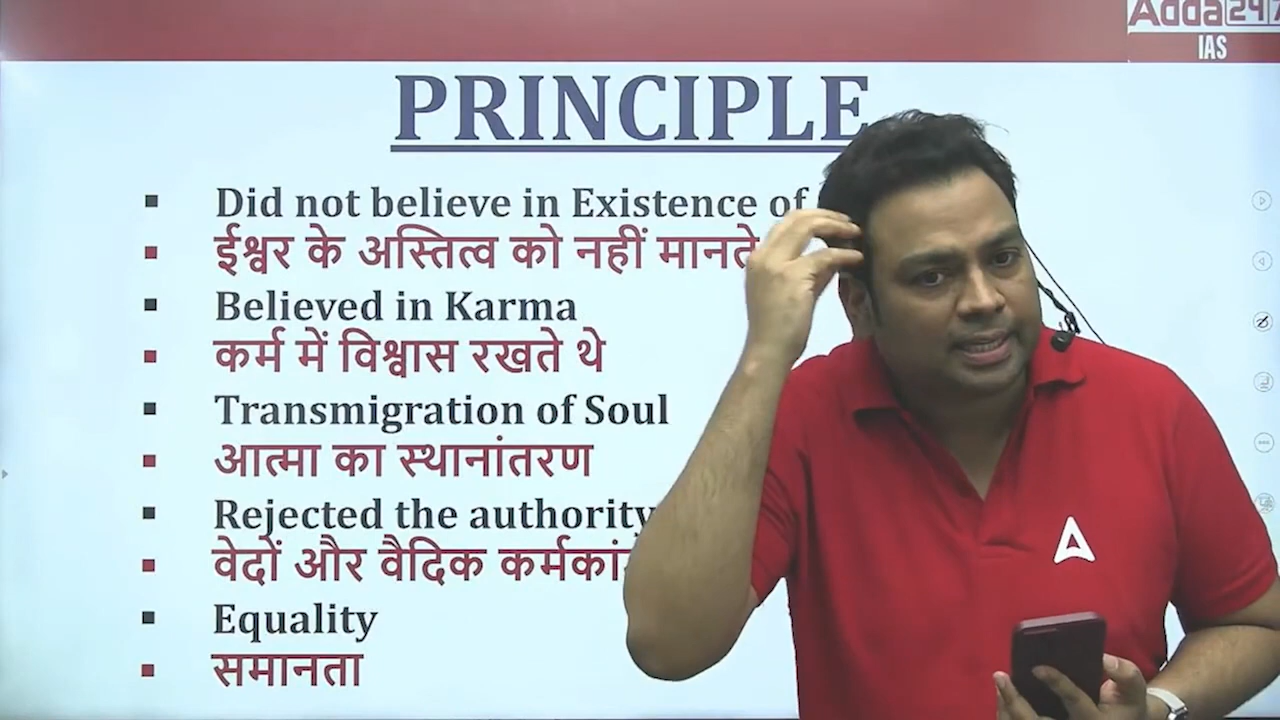 Adda247
IAS
PRINCIPLE
Did not believe in Existence of
ईश्वर के अस्तित्व को नहीं मानते
Believed in Karma
कर्म में विश्वास रखते थे
Transmigration of Soul
आत्मा का स्थानांतरण
Rejected the authority
वेदों और वैदिक
Equality
समानता